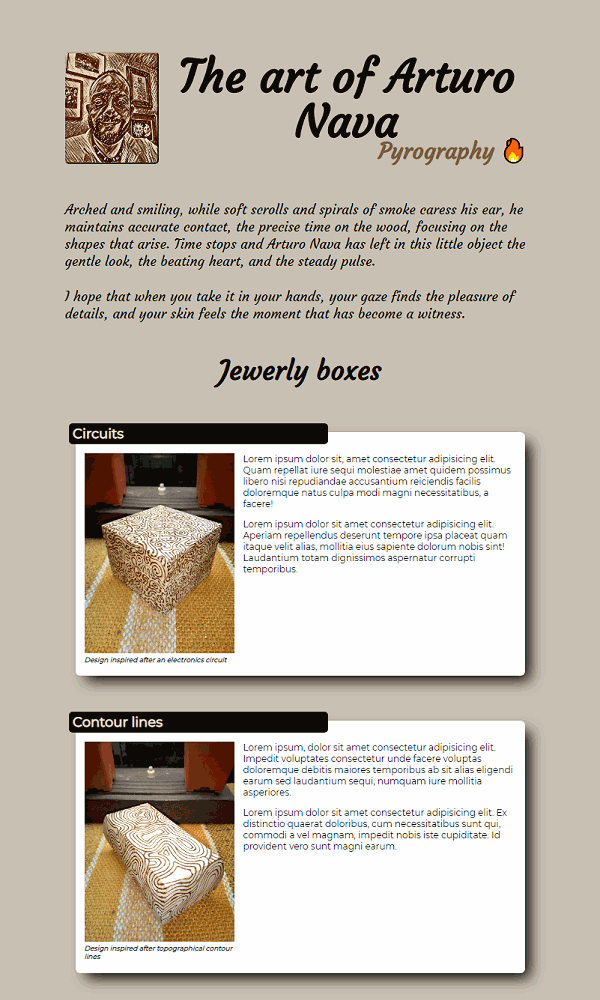 The art of Arturo
Nava
Pyrography 🔥
Arched and smiling, while soft scrolls and spirals of smoke caress his ear, he
maintains accurate contact, the precise time on the wood, focusing on the
shapes that arise. Time stops and Arturo Nava has left in this little object the
gentle look, the beating heart, and the steady pulse.
I hope that when you take it in your hands, your gaze finds the pleasure of
details, and your skin feels the moment that has become a witness.
Jewerly boxes
Circuits
Lorem ipsum dolor sit, amet consectetur adipisicing elit.
Quam repellat iure sequi molestiae amet quidem possimus
libero nisi repudiandae accusantium reiciendis facilis
doloremque natus culpa modi magni necessitatibus, a
facere!
Lorem ipsum dolor sit amet consectetur adipisicing elit.
Aperiam repellendus deserunt tempore ipsa placeat quam
itaque velit alias, mollitia eius sapiente dolorum nobis sint!
Laudantium totam dignissimos aspernatur corrupti
temporibus.
Design inspired after an electronics circuit
Contour lines
Lorem ipsum, dolor sit amet consectetur adipisicing elit.
Impedit voluptates consectetur unde facere voluptas
doloremque debitis maiores temporibus ab sit alias eligendi
earum sed laudantium sequi, numquam iure mollitia
asperiores.
Lorem ipsum dolor sit amet consectetur adipisicing elit. Ex
distinctio quaerat doloribus, cum necessitatibus sunt qui,
commodi a vel magnam, impedit nobis iste cupiditate. Id
provident vero sunt magni earum.
Design inspired after topographical contour
lines